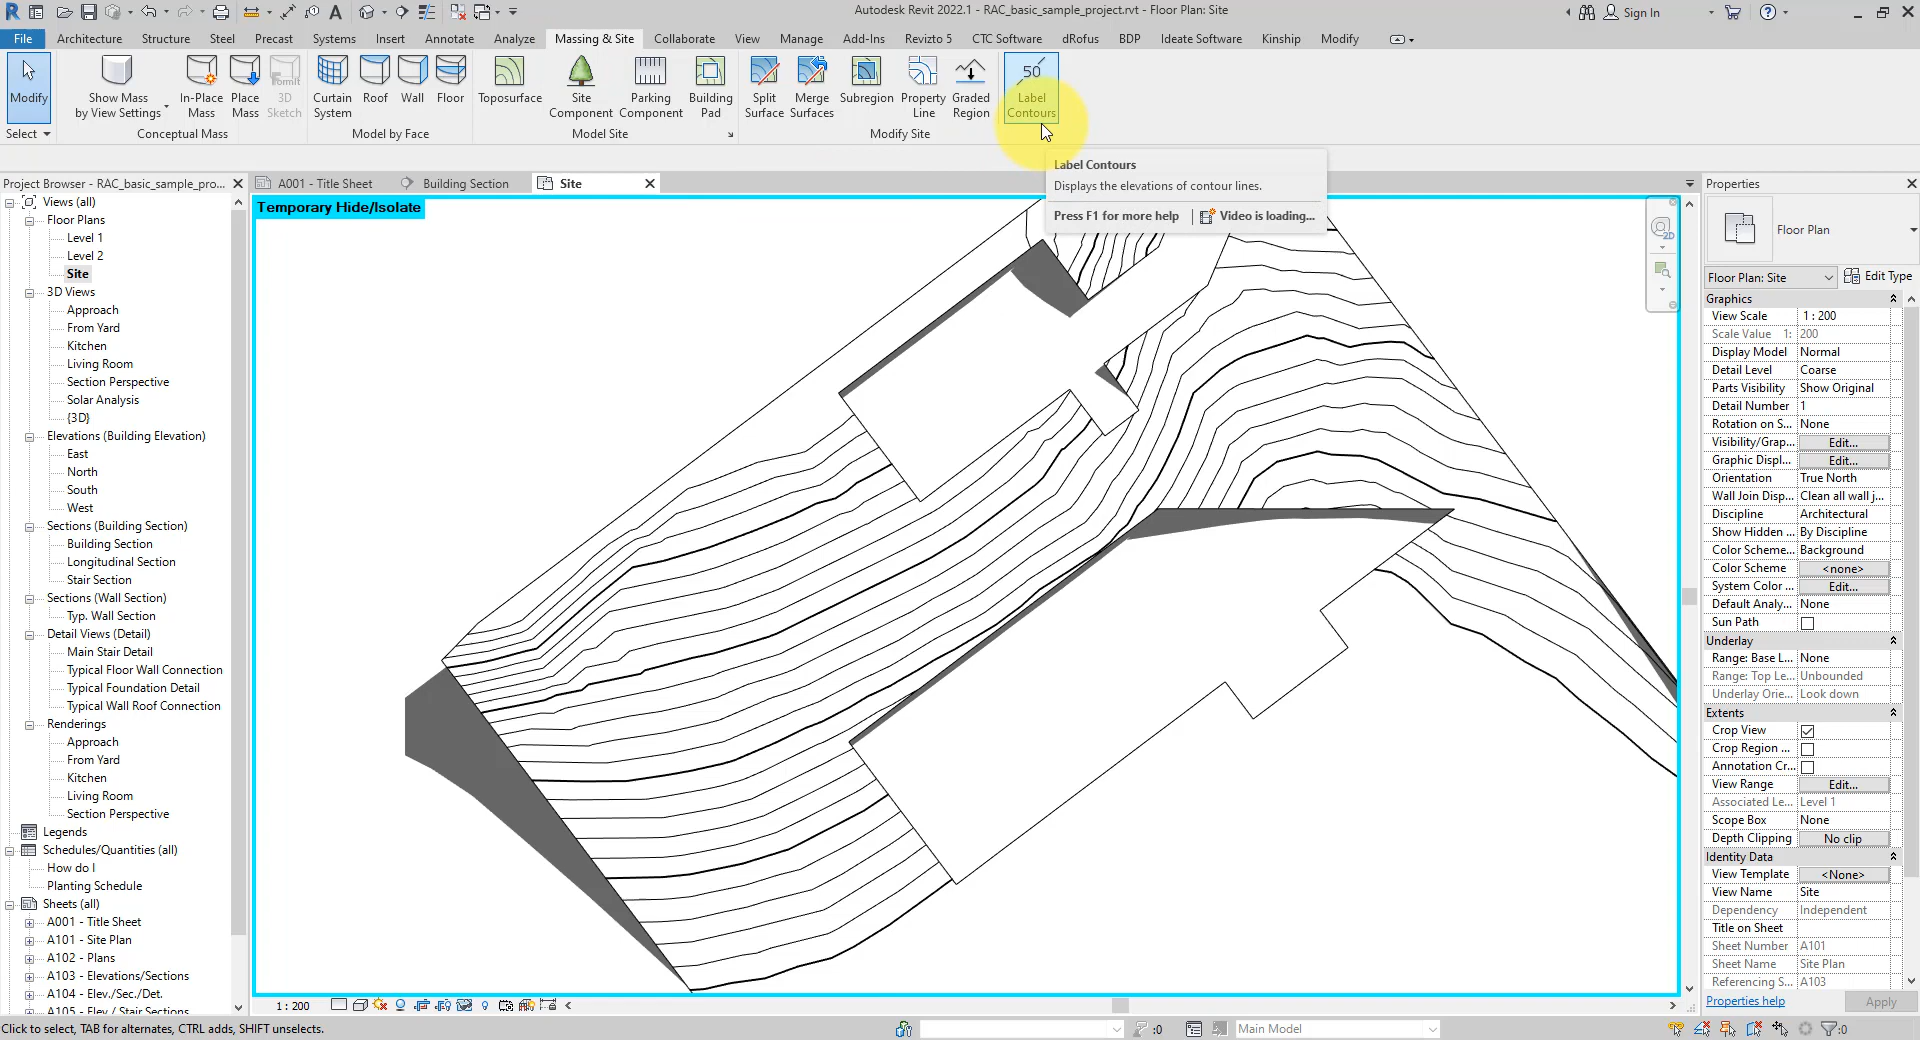 Autodesk Revit 2022.1 - RAC_basic_sample_project.rvt - Floor Plan: Site
Sign In
File Architecture Structure Steel Precast Systems Insert Annotate Analyze Massing & Site Collaborate View Manage Add-Ins Revizto 5 CTC Software dRofus BDP Ideate Software Kinship Modify
Modify
Show Mass
by View Settings
In-Place
Mass
Place
Mass
3D
Sketch
Curtain
System
Roof
Wall
Floor
Toposurface
Site
Component
Parking
Component
Building
Pad
Split
Surface
Merge
Surfaces
Subregion
Property
Line
Graded
Region
50
Label
Contours
Select
Conceptual Mass
Model by Face
Model Site
Modify Site
Label Contours
Displays the elevations of contour lines.
Press F1 for more help
Video is loading...
Project Browser - RAC_basic_sample_pro...
A001 - Title Sheet
Building Section
Site
Temporary Hide/Isolate
Views (all)
Floor Plans
Level 1
Level 2
Site
3D Views
Approach
From Yard
Kitchen
Living Room
Section Perspective
Solar Analysis
{3D}
Elevations (Building Elevation)
East
North
South
West
Sections (Building Section)
Building Section
Longitudinal Section
Stair Section
Sections (Wall Section)
Typ. Wall Section
Detail Views (Detail)
Main Stair Detail
Typical Floor Wall Connection
Typical Foundation Detail
Typical Wall Roof Connection
Renderings
Approach
From Yard
Kitchen
Living Room
Section Perspective
Legends
Schedules/Quantities (all)
How do I
Planting Schedule
Sheets (all)
A001 - Title Sheet
A101 - Site Plan
A102 - Plans
A103 - Elevations/Sections
A104 - Elev./Sec./Det.
A105 - Elev./ Stair Sections
2D
Properties
Floor Plan
Floor Plan: Site
Edit Type
Graphics
View Scale 1 : 200
Scale Value 1: 200
Display Model Normal
Detail Level Coarse
Parts Visibility Show Original
Detail Number 1
Rotation on S... None
Visibility/Grap... Edit...
Graphic Displ... Edit...
Orientation True North
Wall Join Disp... Clean all wall j...
Discipline Architectural
Show Hidden ... By Discipline
Color Scheme... Background
Color Scheme <none>
System Color ... Edit...
Default Analy... None
Sun Path
Underlay
Range: Base L... None
Range: Top Le... Unbounded
Underlay Orie... Look down
Extents
Crop View
Crop Region ...
Annotation Cr...
View Range Edit...
Associated Le... Level 1
Scope Box None
Depth Clipping No clip
Identity Data
View Template <None>
View Name Site
Dependency Independent
Title on Sheet
Sheet Number A101
Sheet Name Site Plan
Referencing S... A103
Properties help
Apply
1 : 200
Click to select, TAB for alternates, CTRL adds, SHIFT unselects.
:0
Main Model
:0